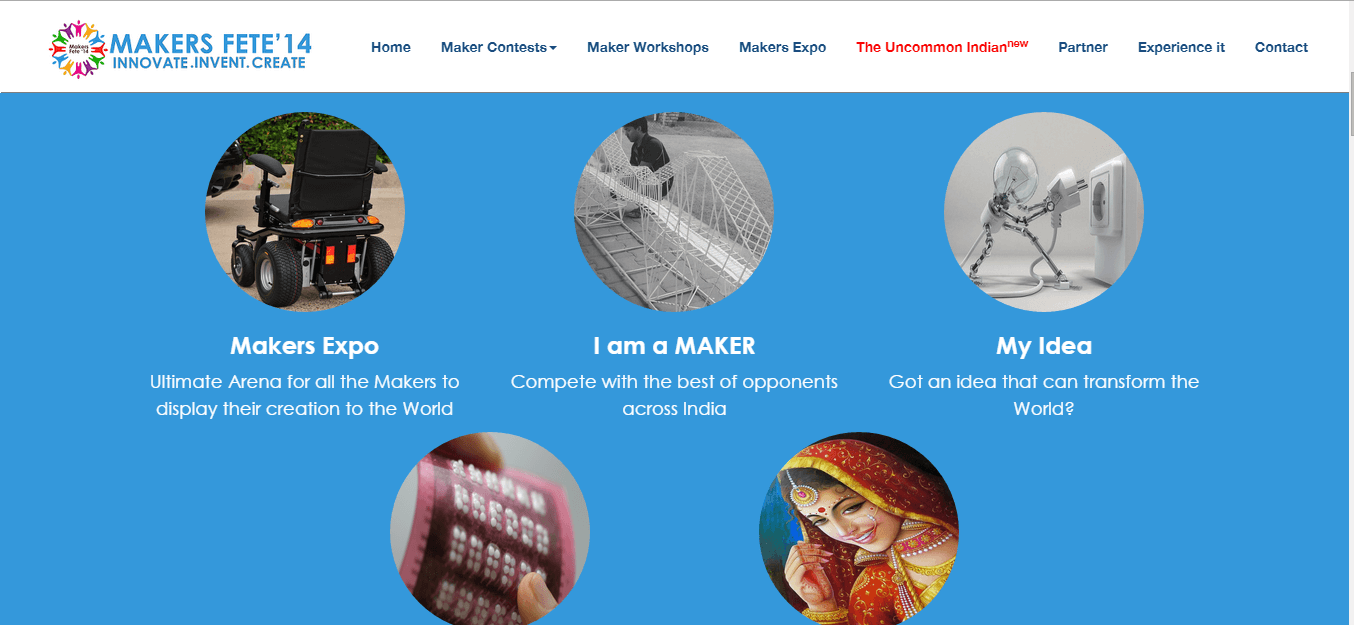 Makers
Fete '14
MAKERS FETE'14
INNOVATE.INVENT.CREATE
Home
Maker Contests
Maker Workshops
Makers Expo
The Uncommon Indian new
Partner
Experience it
Contact
Makers Expo
Ultimate Arena for all the Makers to
display their creation to the World
I am a MAKER
Compete with the best of opponents
across India
My Idea
Got an idea that can transform the
World?